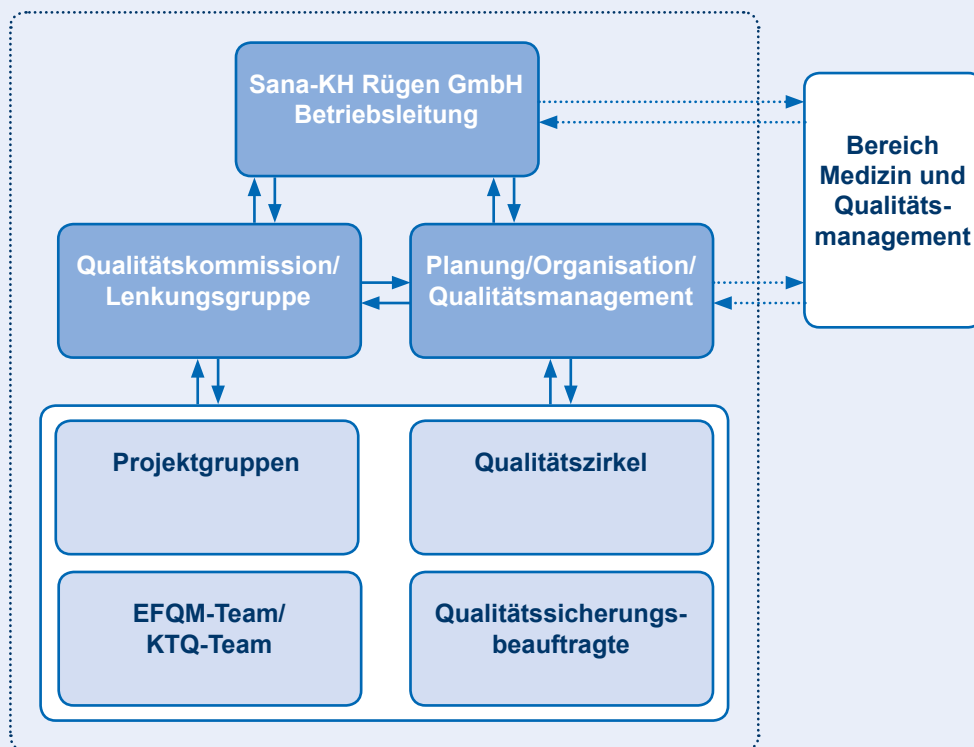 Sana-KH Rügen GmbH
Betriebsleitung
Bereich
Medizin und
Qualitäts-
management
Qualitätskommission/
Lenkungsgruppe
Planung/Organisation/
Qualitätsmanagement
Projektgruppen
Qualitätszirkel
EFQM-Team/
KTQ-Team
Qualitätssicherungs-
beauftragte